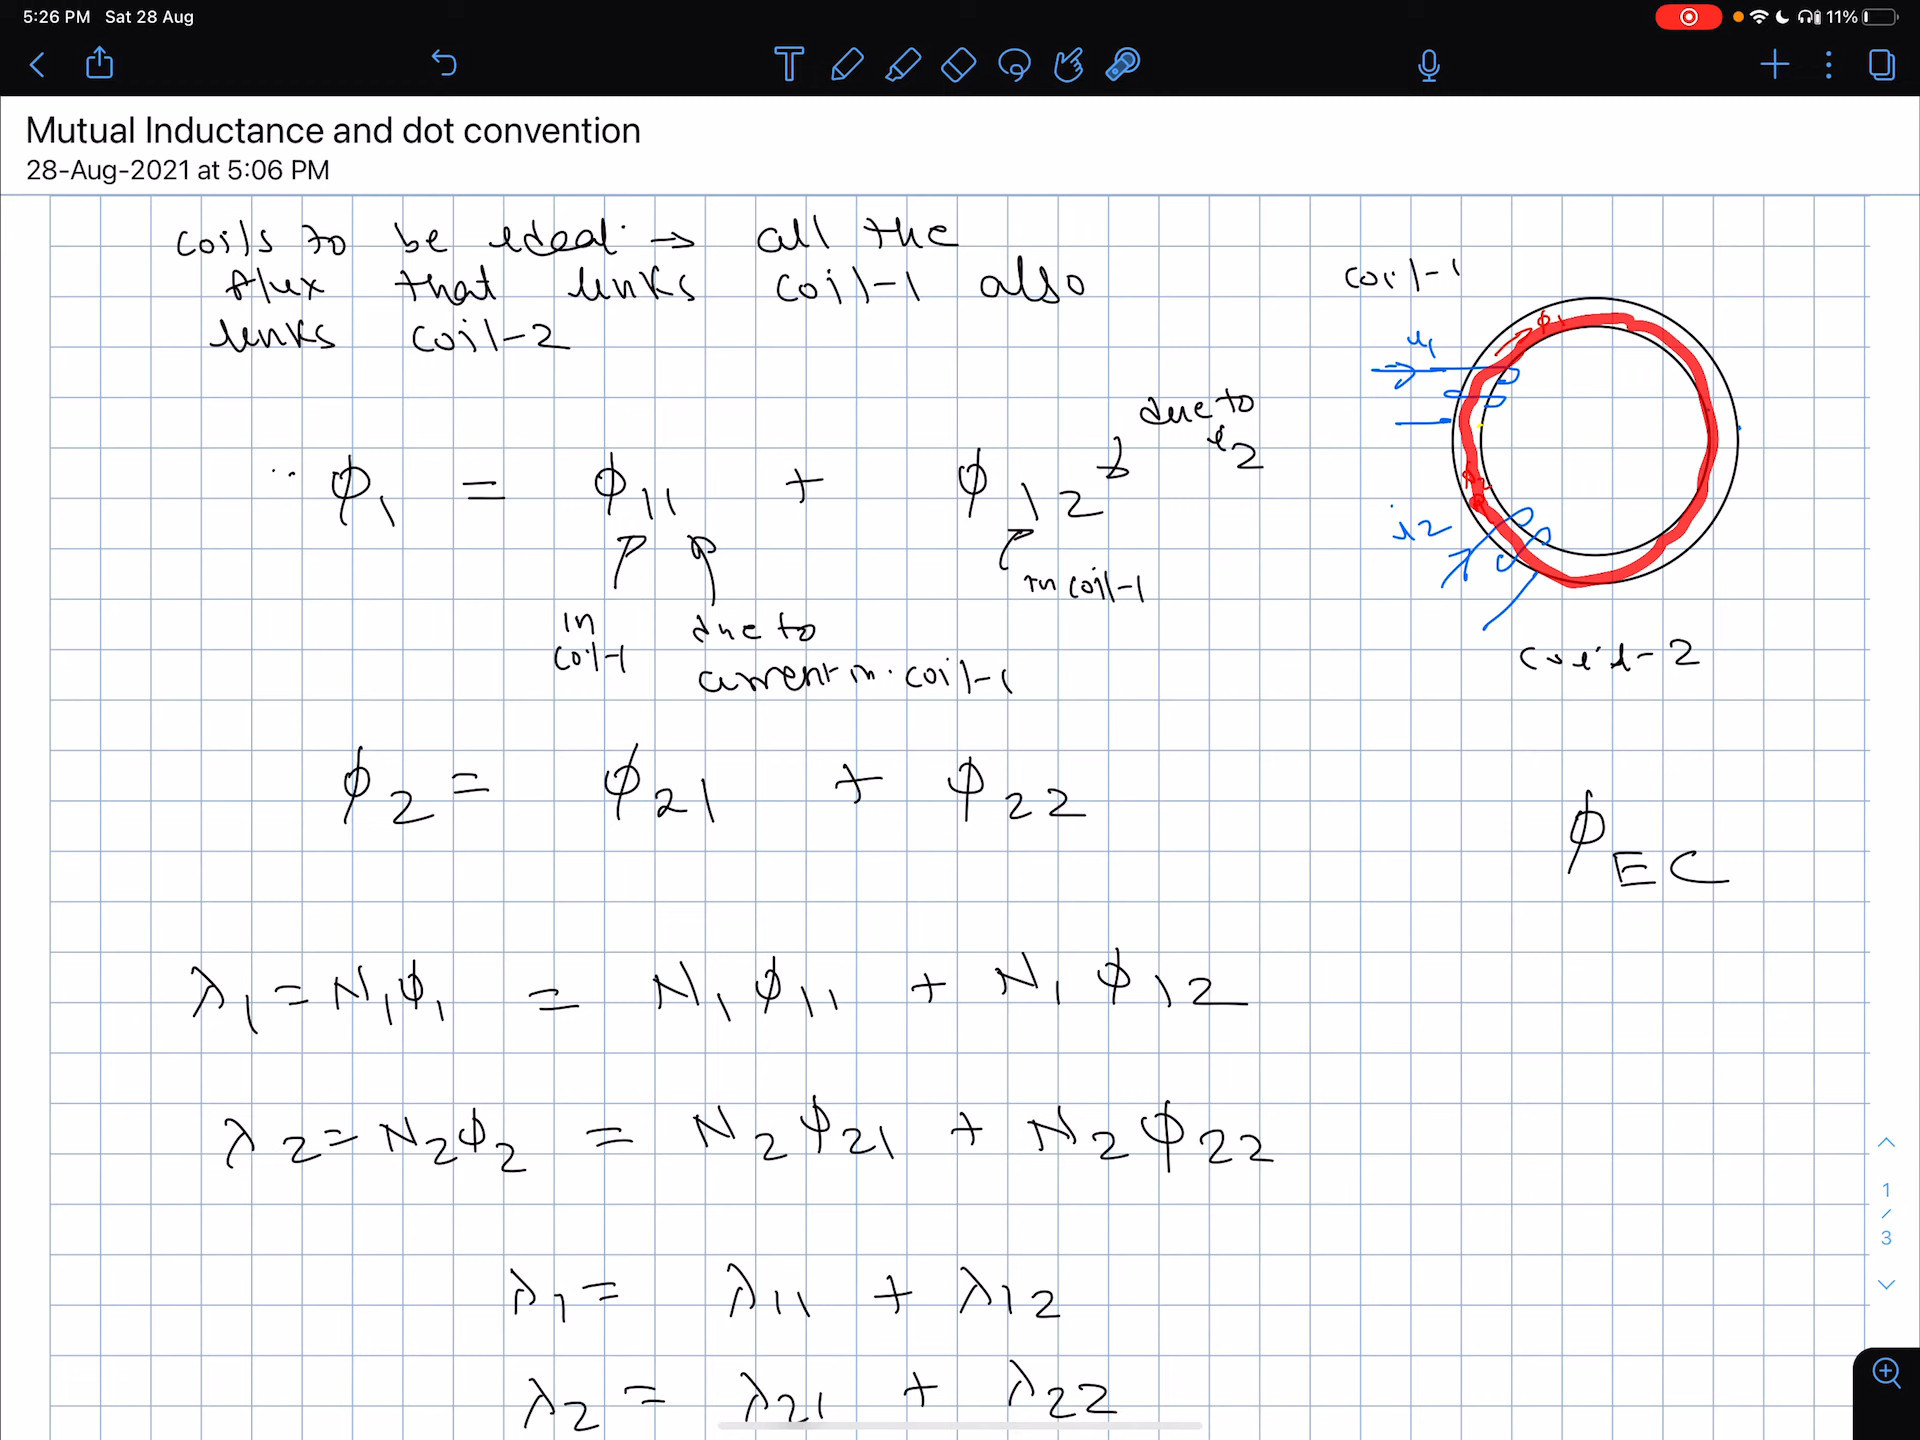 5:26 PM Sat 28 Aug
11%
Mutual Inductance and dot convention
28-Aug-2021 at 5:06 PM
coils to be ideal → all the
flux that links coil-1 also
links coil-2
coil-1
ϕ1
i1
due to
i2
ϕ1 = ϕ11 + ϕ12
ϕ2
i2
in coil-1
in
coil-1
due to
current in coil-1
coil-2
ϕ2 = ϕ21 + ϕ22
ϕEC
λ1 = N1ϕ1 = N1ϕ11 + N1ϕ12
λ2 = N2ϕ2 = N2ϕ21 + N2ϕ22
1
/
3
λ1 = λ11 + λ12
λ2 = λ21 + λ22